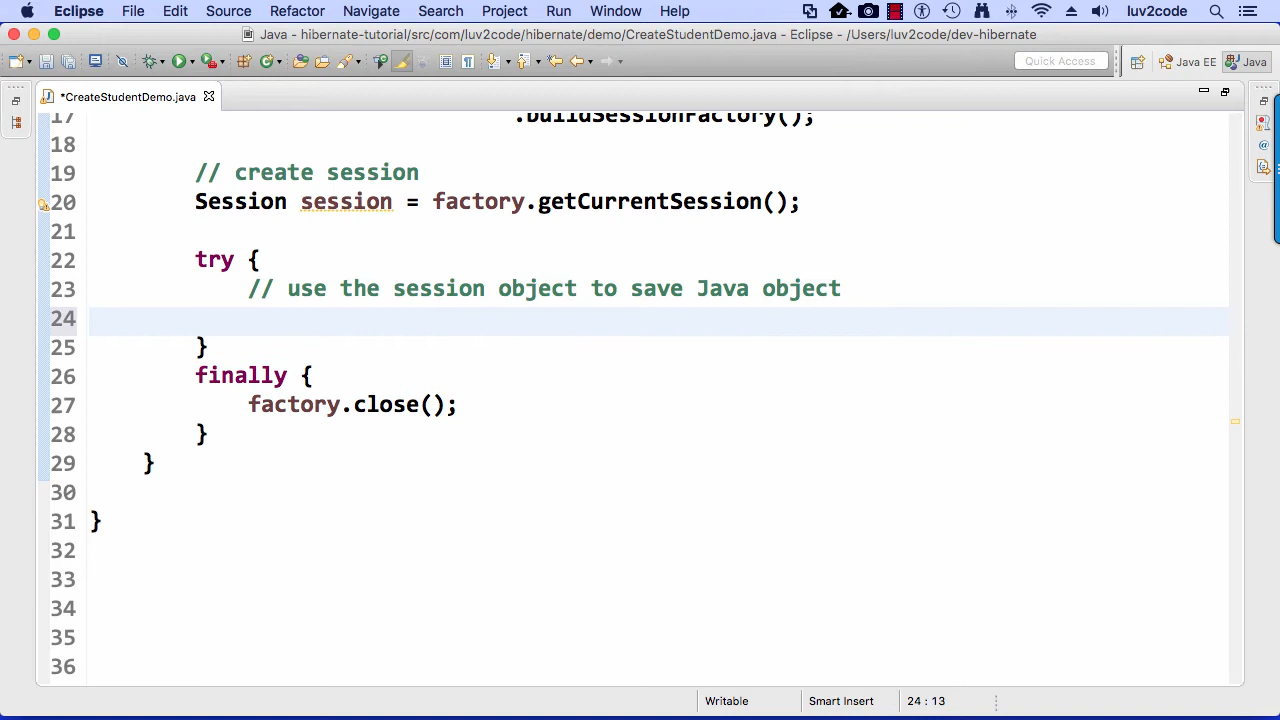 Eclipse File Edit Source Refactor Navigate Search Project Run Window Help luv2code
Java - hibernate-tutorial/src/com/luv2code/hibernate/demo/CreateStudentDemo.java - Eclipse - /Users/luv2code/dev-hibernate
Quick Access Java EE Java
*CreateStudentDemo.java
17 .buildSessionFactory();
18
19 // create session
20 Session session = factory.getCurrentSession();
21
22 try {
23 // use the session object to save Java object
24
25 }
26 finally {
27 factory.close();
28 }
29 }
30
31 }
32
33
34
35
36
Writable Smart Insert 24 : 13